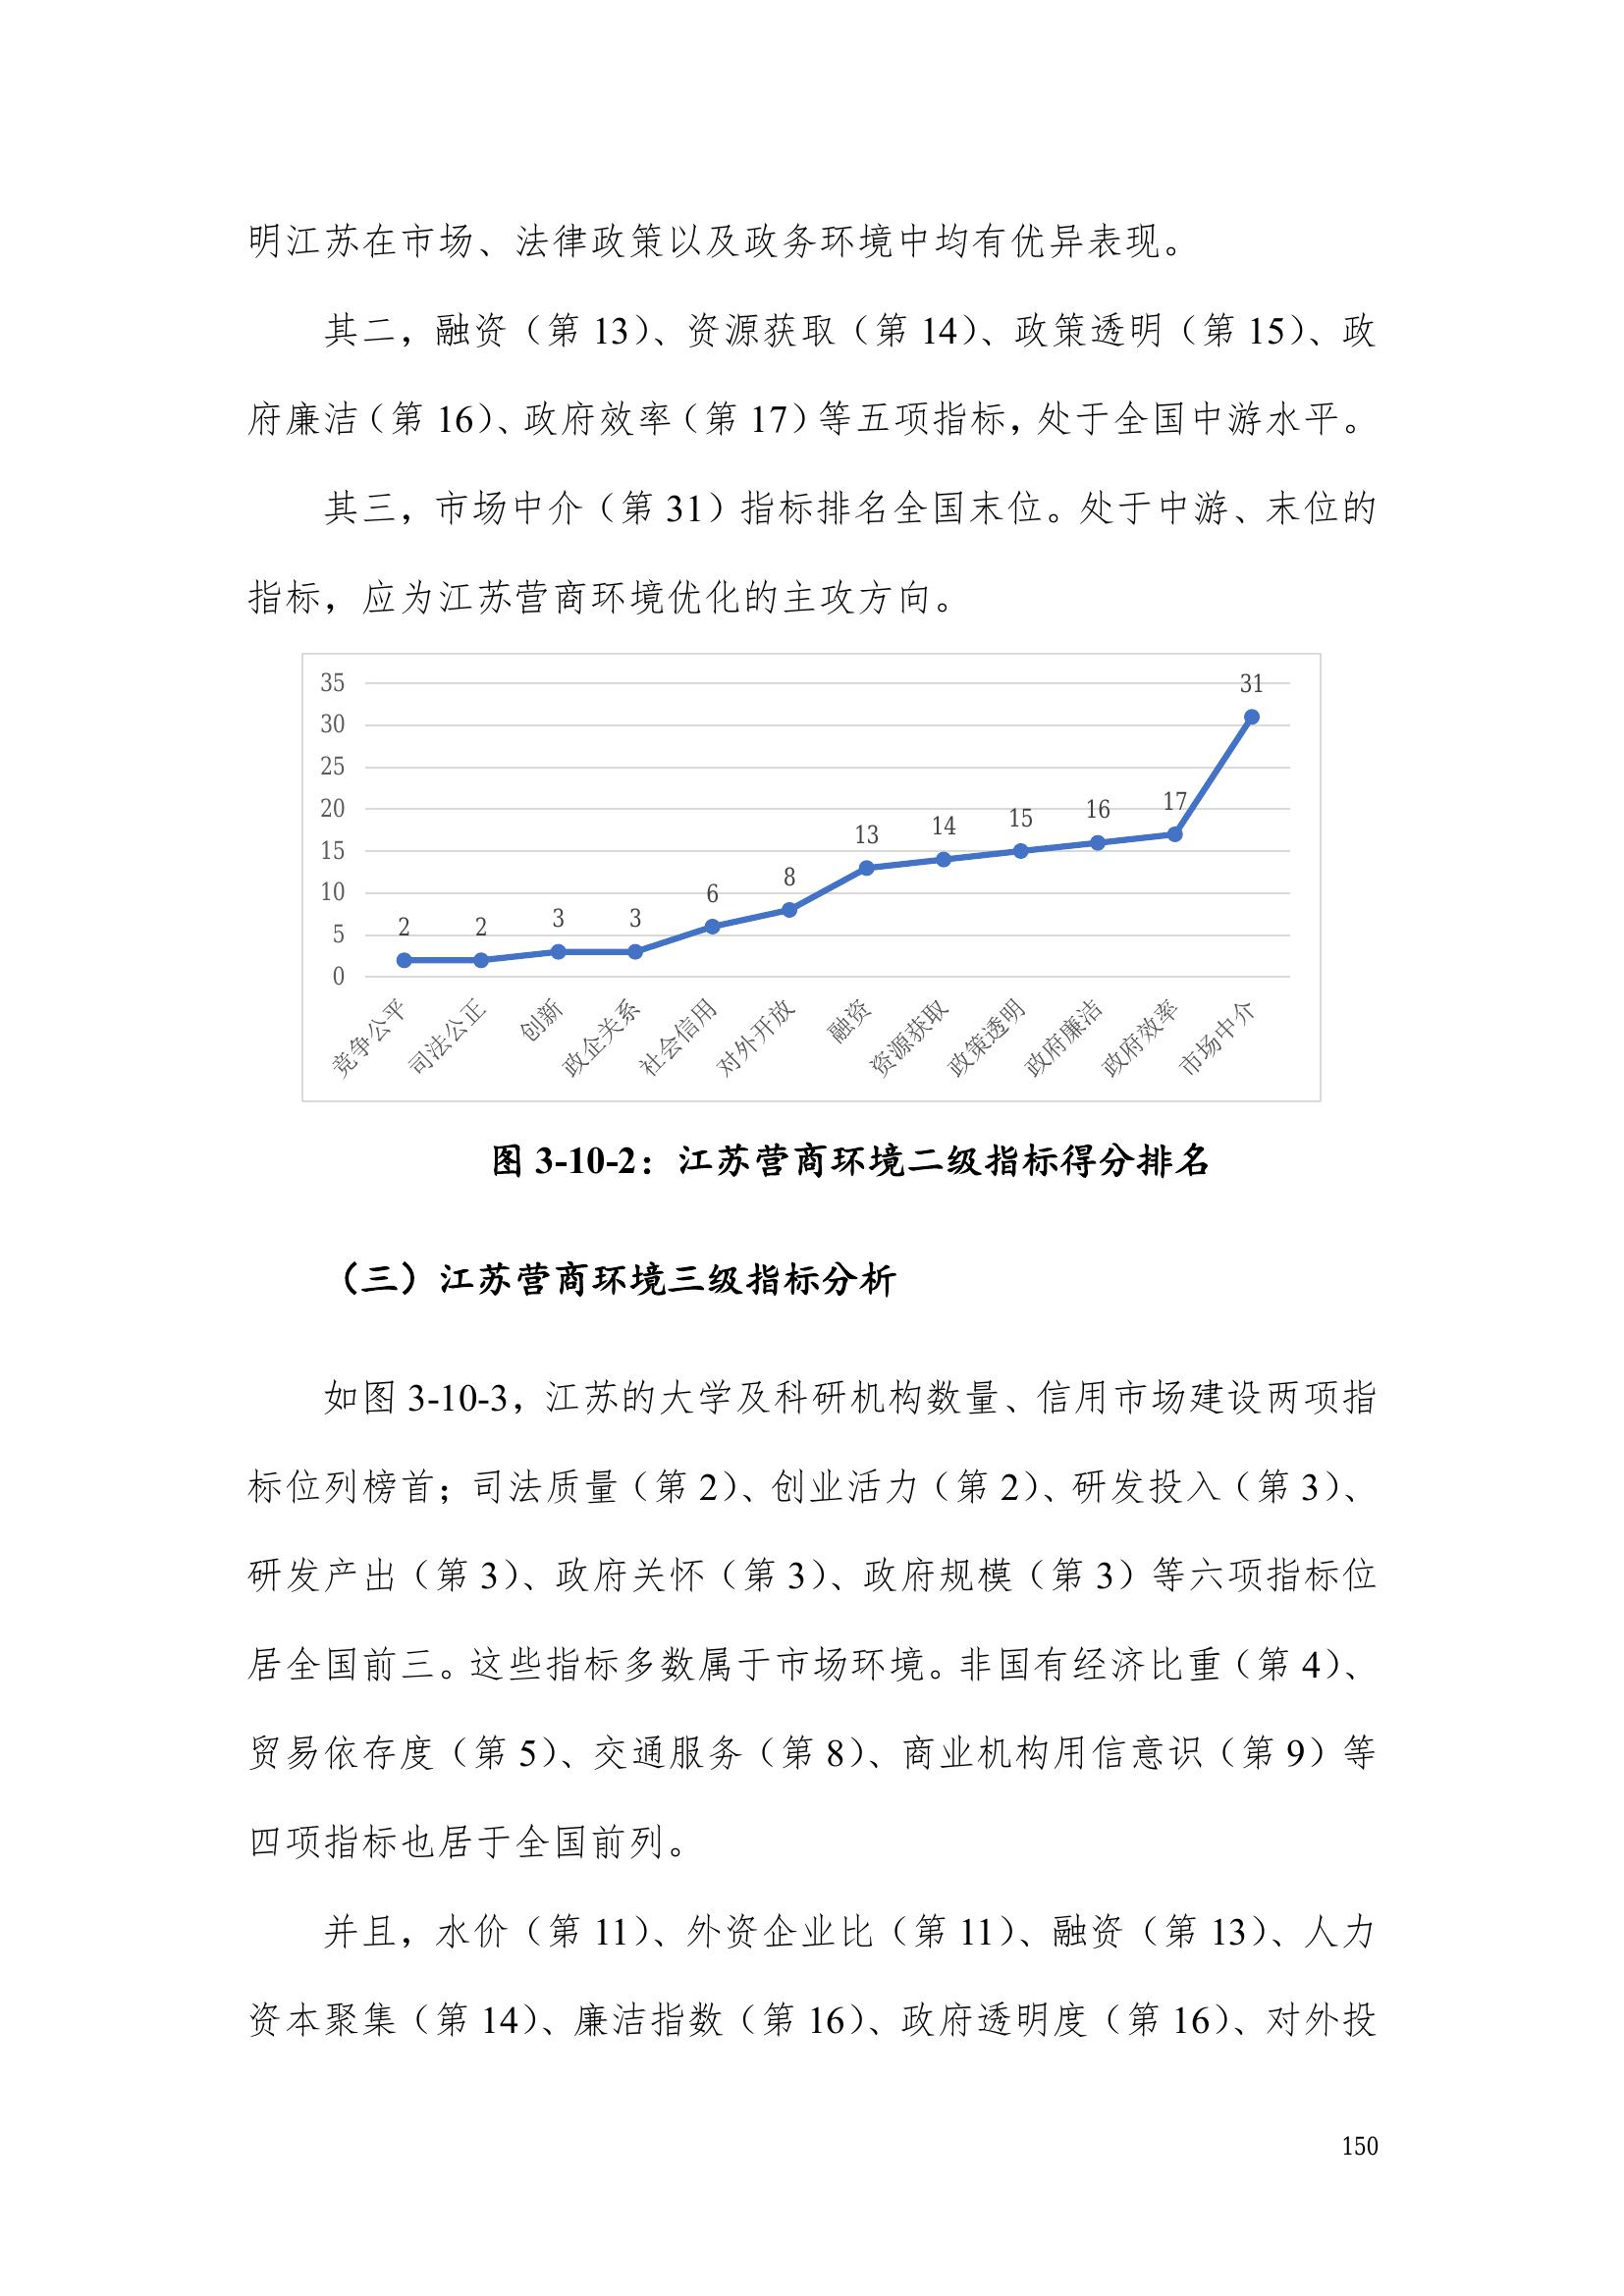 明江苏在市场、法律政策以及政务环境中均有优异表现。
其二，融资（第 13）、资源获取（第 14）、政策透明（第 15）、政
府廉洁（第 16）、政府效率（第 17）等五项指标，处于全国中游水平。
其三，市场中介（第 31）指标排名全国末位。处于中游、末位的
指标，应为江苏营商环境优化的主攻方向。
35
30
25
20
15
10
5
0
2
2
3
3
6
8
13
14
15
16
17
31
竞争公平
司法公正
创新
政企关系
社会信用
对外开放
融资
资源获取
政策透明
政府廉洁
政府效率
市场中介
图 3-10-2：江苏营商环境二级指标得分排名
（三）江苏营商环境三级指标分析
如图 3-10-3，江苏的大学及科研机构数量、信用市场建设两项指
标位列榜首；司法质量（第 2）、创业活力（第 2）、研发投入（第 3）、
研发产出（第 3）、政府关怀（第 3）、政府规模（第 3）等六项指标位
居全国前三。这些指标多数属于市场环境。非国有经济比重（第 4）、
贸易依存度（第 5）、交通服务（第 8）、商业机构用信意识（第 9）等
四项指标也居于全国前列。
并且，水价（第 11）、外资企业比（第 11）、融资（第 13）、人力
资本聚集（第 14）、廉洁指数（第 16）、政府透明度（第 16）、对外投
150